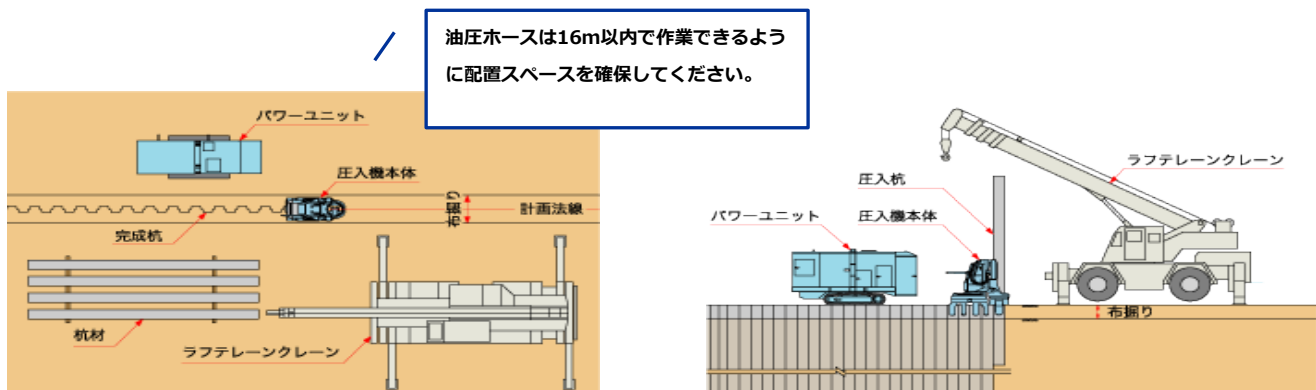 油圧ホースは16m以内で作業できるよう
に配置スペースを確保してください。
パワーユニット
圧入機本体
布掘り
計画法線
完成杭
杭材
ラフテレーンクレーン
ラフテレーンクレーン
圧入杭
パワーユニット
圧入機本体
布掘り